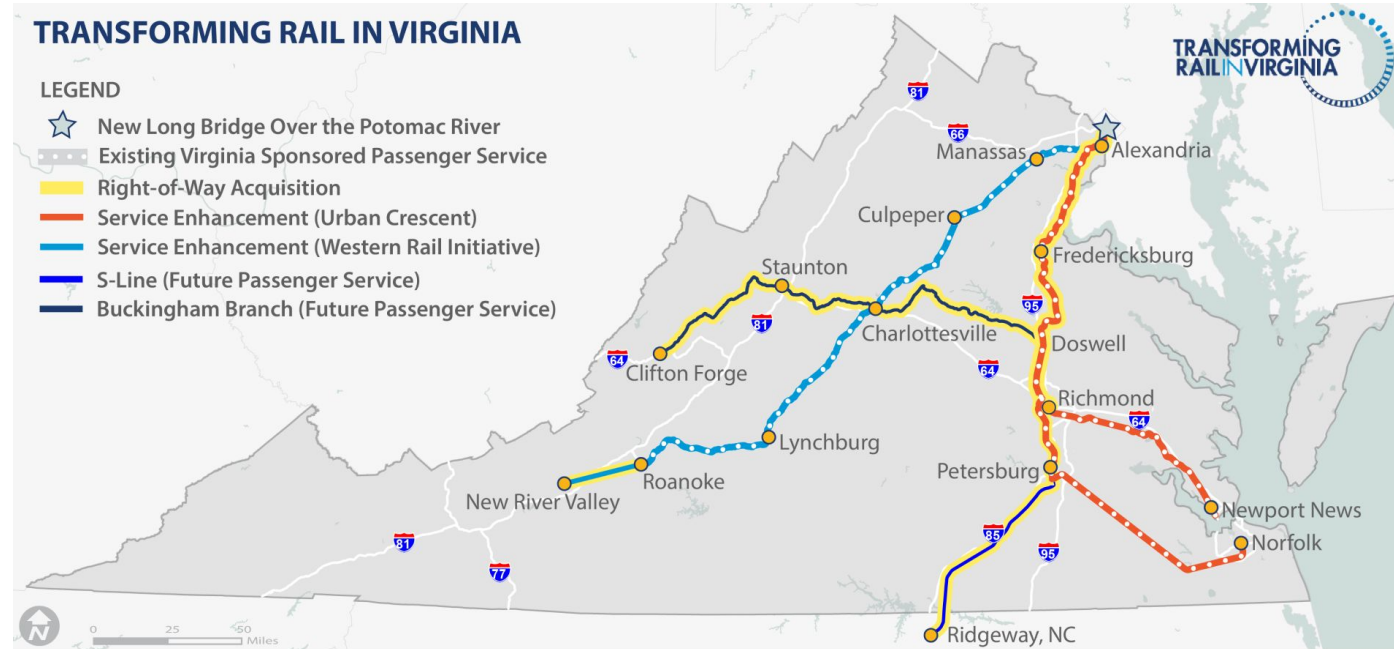 TRANSFORMING RAIL IN VIRGINIA
TRANSFORMING
RAILINVIRGINIA
LEGEND
New Long Bridge Over the Potomac River
Existing Virginia Sponsored Passenger Service
Right-of-Way Acquisition
Service Enhancement (Urban Crescent)
Service Enhancement (Western Rail Initiative)
S-Line (Future Passenger Service)
Buckingham Branch (Future Passenger Service)
81
66
Manassas
Alexandria
Culpeper
Fredericksburg
Staunton
95
81
Charlottesville
Doswell
64
Clifton Forge
64
Richmond
64
Lynchburg
Petersburg
Roanoke
New River Valley
Newport News
85
Norfolk
81
95
77
N
0 25 50
Miles
Ridgeway, NC